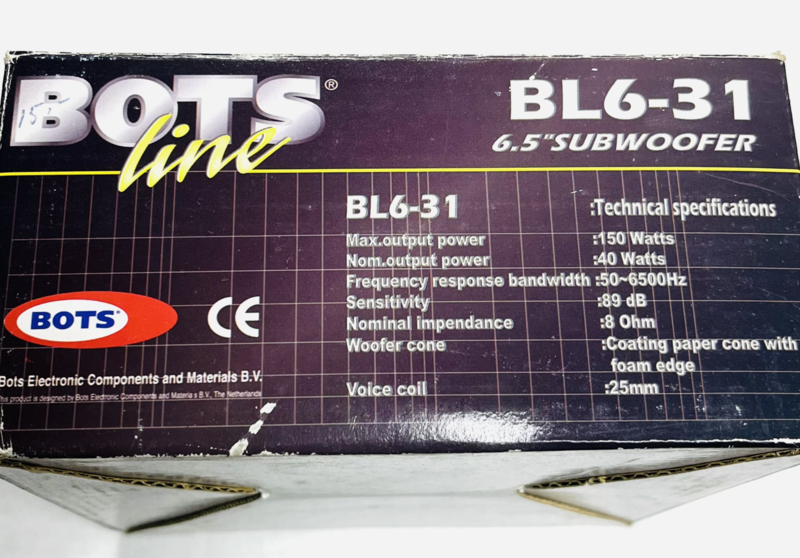 BOTS®
line
15,-
BL6-31
6.5"SUBWOOFER
BL6-31 :Technical specifications
Max.output power :150 Watts
Nom.output power :40 Watts
Frequency response bandwidth :50~6500Hz
Sensitivity :89 dB
Nominal impendance :8 Ohm
Woofer cone :Coating paper cone with
foam edge
Voice coil :25mm
BOTS®
CE
Bots Electronic Components and Materials B.V.
This product is designed by Bots Electronic Components and Materials B.V. The Netherlands